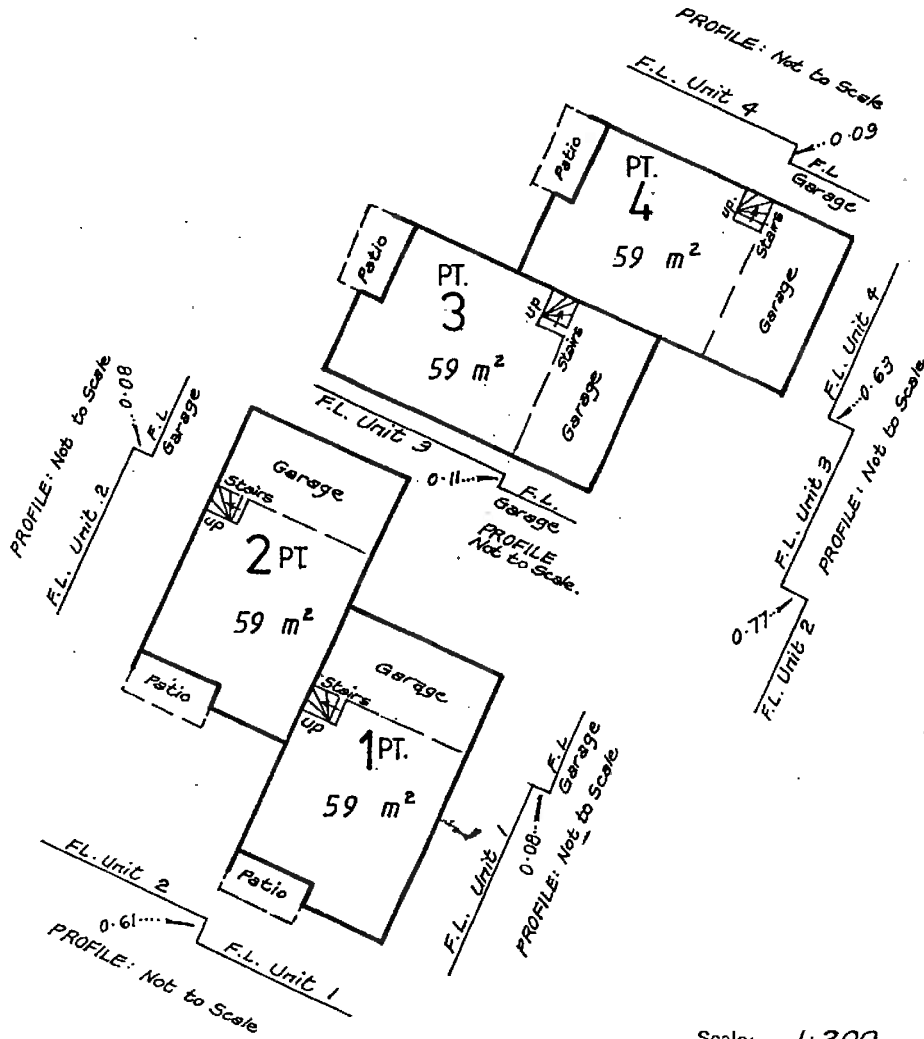 PROFILE: Not to Scale
F.L. Unit 4
0.09
F.L
Garage
Patio
PT.
4
59 m²
up.
Stairs
Garage
Patio
PT.
3
59 m²
up
Stairs
Garage
F.L. Unit 4
0.63
F.L. Unit 3
0.77
F.L. Unit 2
PROFILE: Not to Scale
F.L. Unit 3
0.11
F.L.
Garage
PROFILE
Not to Scale.
PROFILE: Not to Scale
0.08
F.L
Garage
F.L. Unit 2
Garage
Stairs
up
2 PT.
59 m²
Patio
Garage
Stairs
up
1 PT.
59 m²
Patio
F.L
Garage
0.08
F.L. Unit 1
PROFILE: Not to Scale
FL. Unit 2
0.61
F.L. Unit 1
PROFILE: Not to Scale
Scale: 1:300